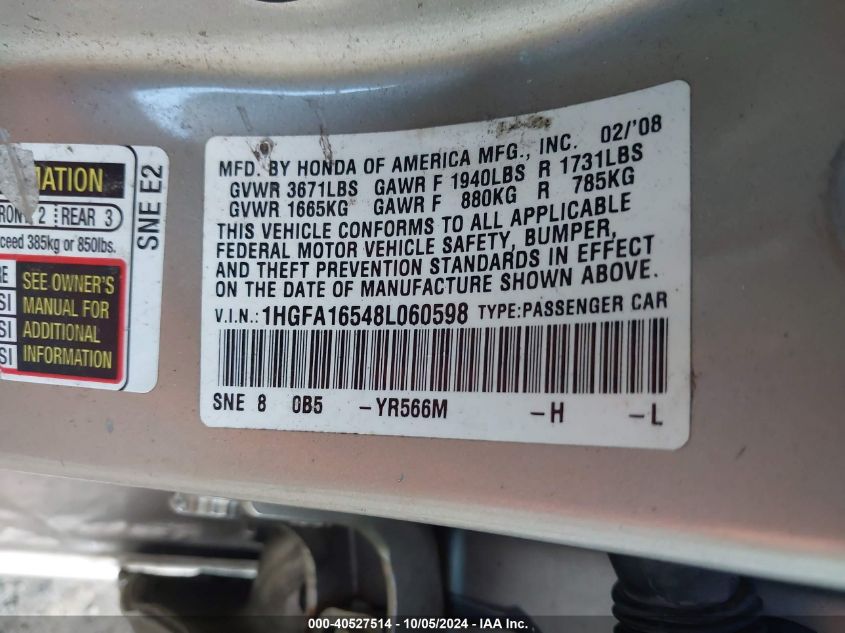 MATION
FRONT 2 REAR 3
ceed 385kg or 850lbs.
SEE OWNER'S
MANUAL FOR
ADDITIONAL
INFORMATION
SNE E2
MFD. BY HONDA OF AMERICA MFG., INC. 02/'08
GVWR 3671LBS GAWR F 1940LBS R 1731LBS
GVWR 1665KG GAWR F 880KG R 785KG
THIS VEHICLE CONFORMS TO ALL APPLICABLE
FEDERAL MOTOR VEHICLE SAFETY, BUMPER,
AND THEFT PREVENTION STANDARDS IN EFFECT
ON THE DATE OF MANUFACTURE SHOWN ABOVE.
V.I.N.:1HGFA16548L060598 TYPE:PASSENGER CAR
SNE 8 0B5 -YR566M -H -L
000-40527514 - 10/05/2024 - IAA Inc.